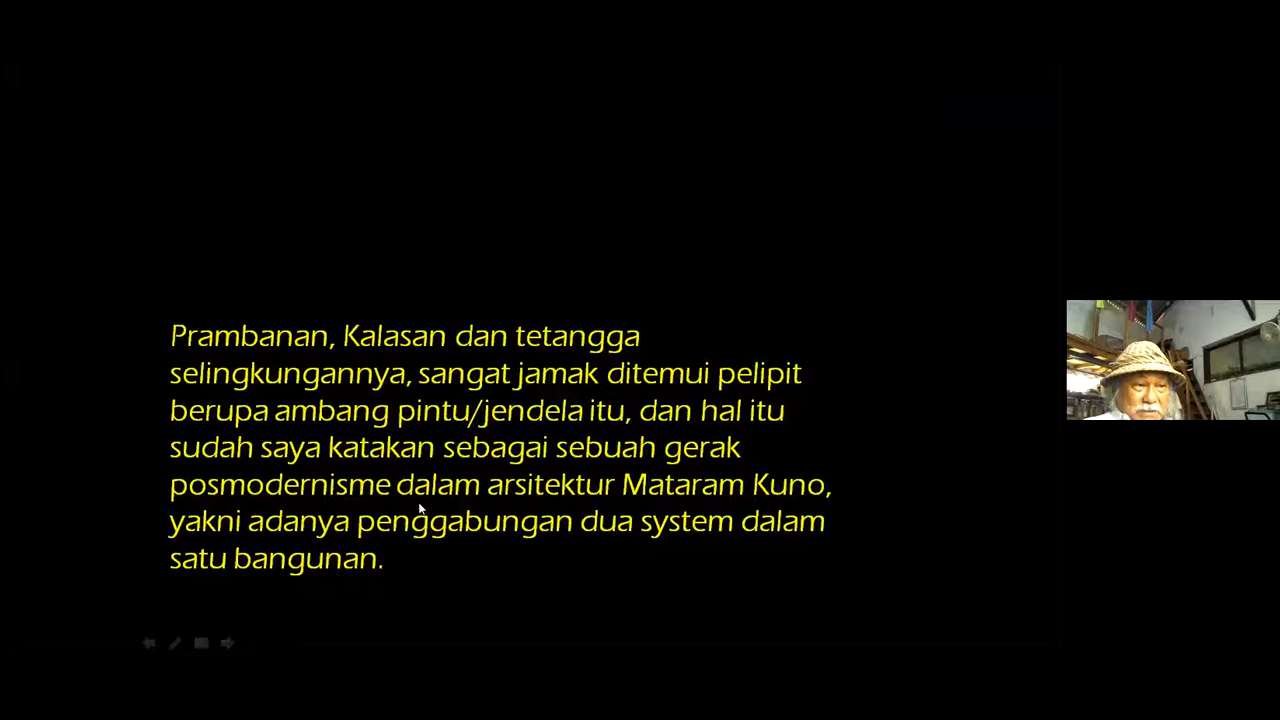 Prambanan, Kalasan dan tetangga
selingkungannya, sangat jamak ditemui pelipit
berupa ambang pintu/jendela itu, dan hal itu
sudah saya katakan sebagai sebuah gerak
posmodernisme dalam arsitektur Mataram Kuno,
yakni adanya penggabungan dua system dalam
satu bangunan.